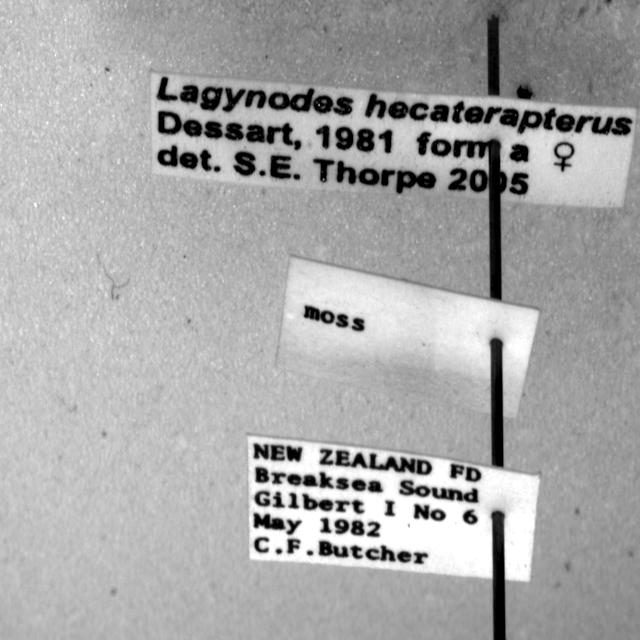 Lagynodes hecaterapterus
Dessart, 1981 form a ♀
det. S.E. Thorpe 2005
moss
NEW ZEALAND FD
Breaksea Sound
Gilbert I No 6
May 1982
C.F.Butcher